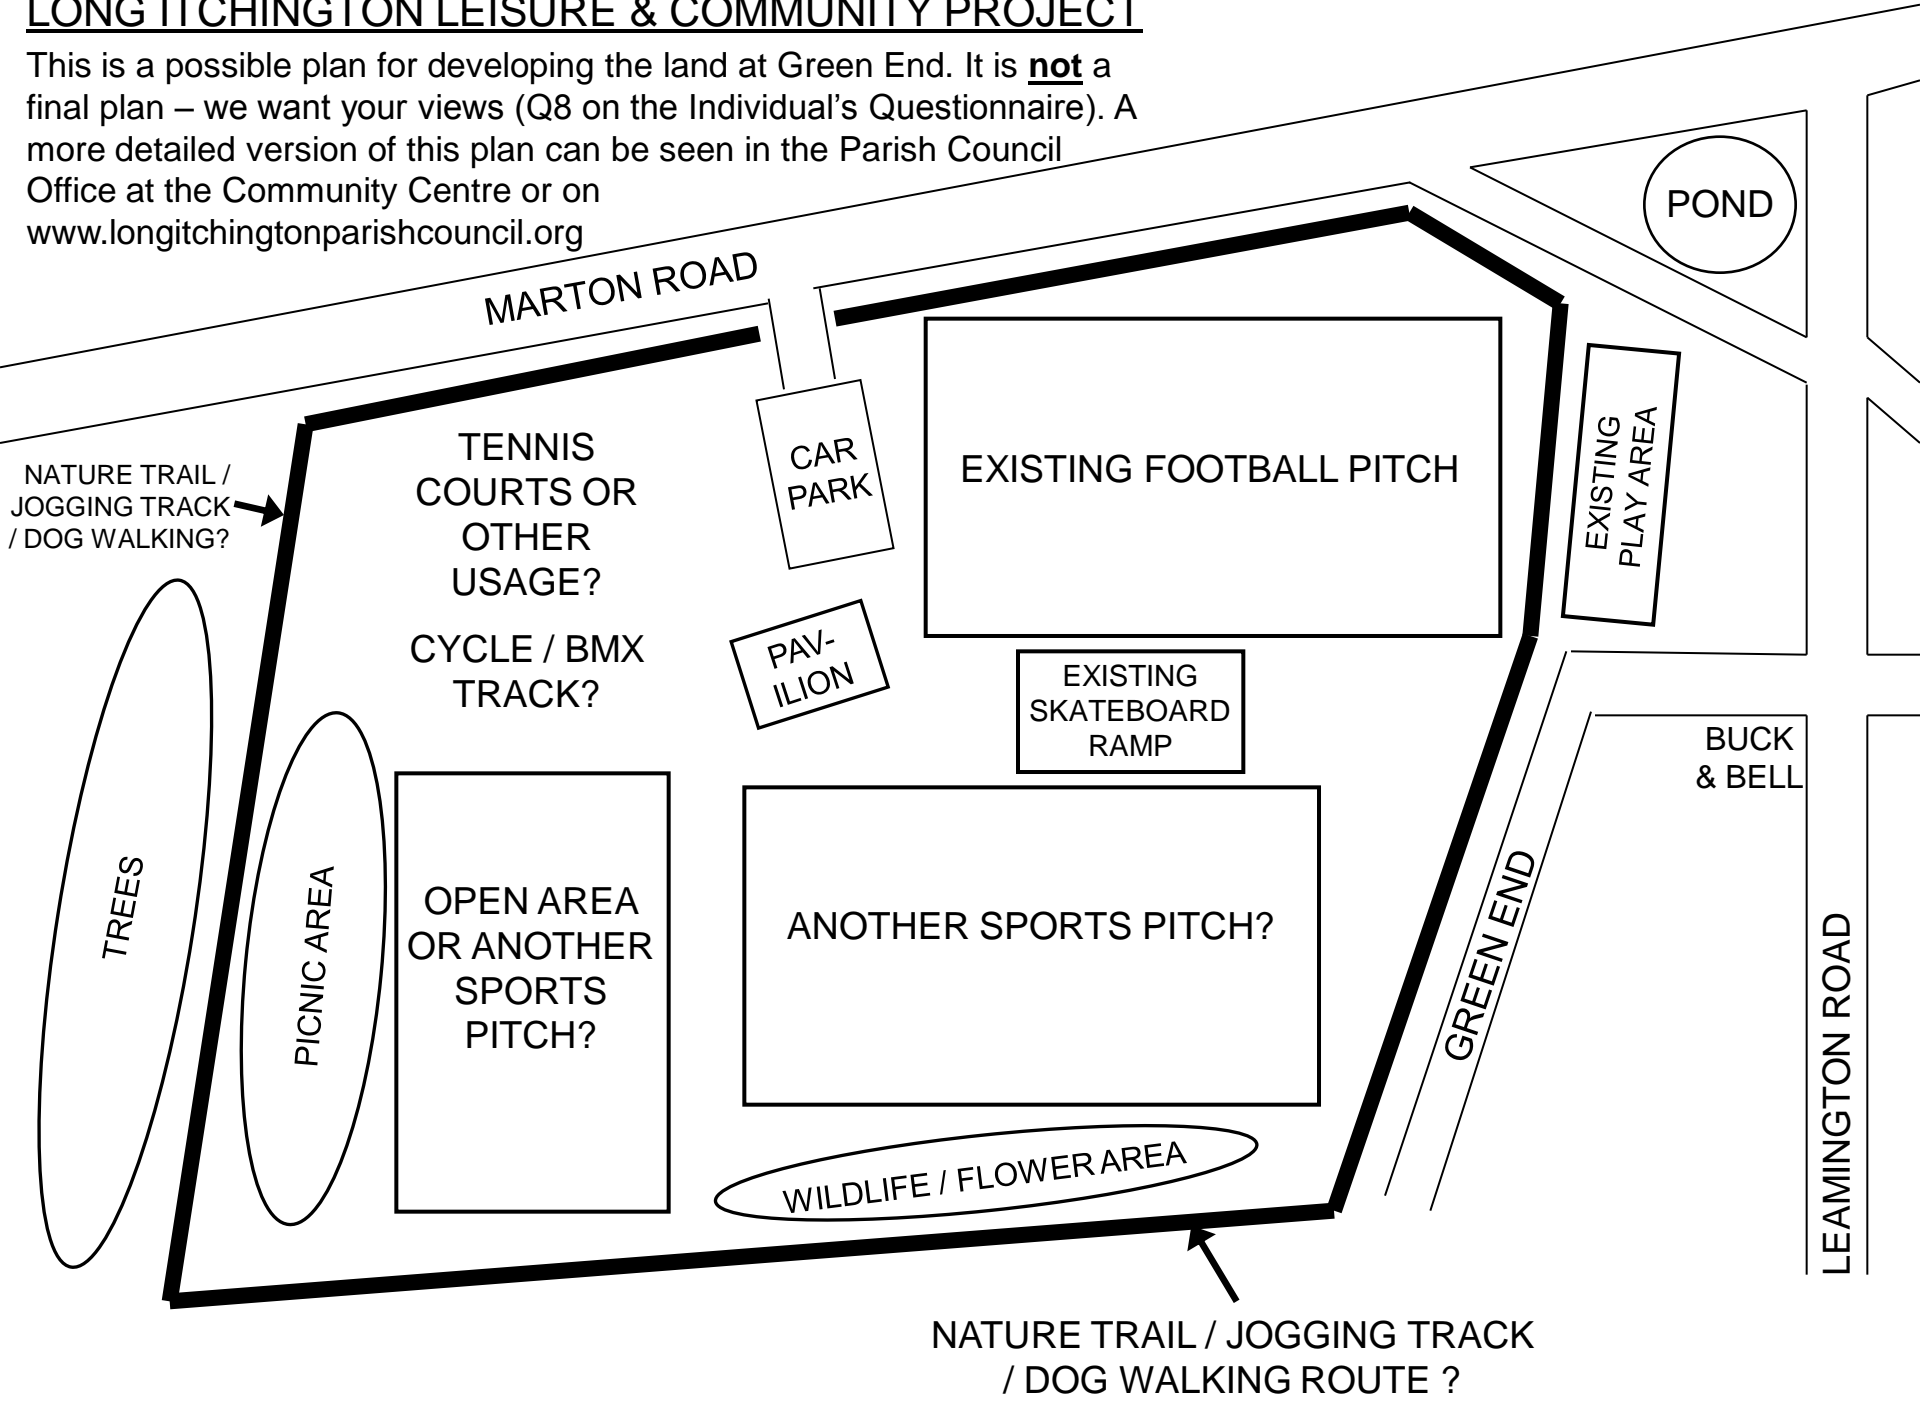 LONG ITCHINGTON LEISURE & COMMUNITY PROJECT
This is a possible plan for developing the land at Green End. It is not a
final plan – we want your views (Q8 on the Individual’s Questionnaire). A
more detailed version of this plan can be seen in the Parish Council
Office at the Community Centre or on
www.longitchingtonparishcouncil.org
POND
MARTON ROAD
NATURE TRAIL /
JOGGING TRACK
/ DOG WALKING?
TENNIS
COURTS OR
OTHER
USAGE?
CYCLE / BMX
TRACK?
CAR
PARK
EXISTING FOOTBALL PITCH
EXISTING
PLAY AREA
PAV-
ILION
EXISTING
SKATEBOARD
RAMP
BUCK
& BELL
TREES
PICNIC AREA
OPEN AREA
OR ANOTHER
SPORTS
PITCH?
ANOTHER SPORTS PITCH?
GREEN END
LEAMINGTON ROAD
WILDLIFE / FLOWER AREA
NATURE TRAIL / JOGGING TRACK
/ DOG WALKING ROUTE ?